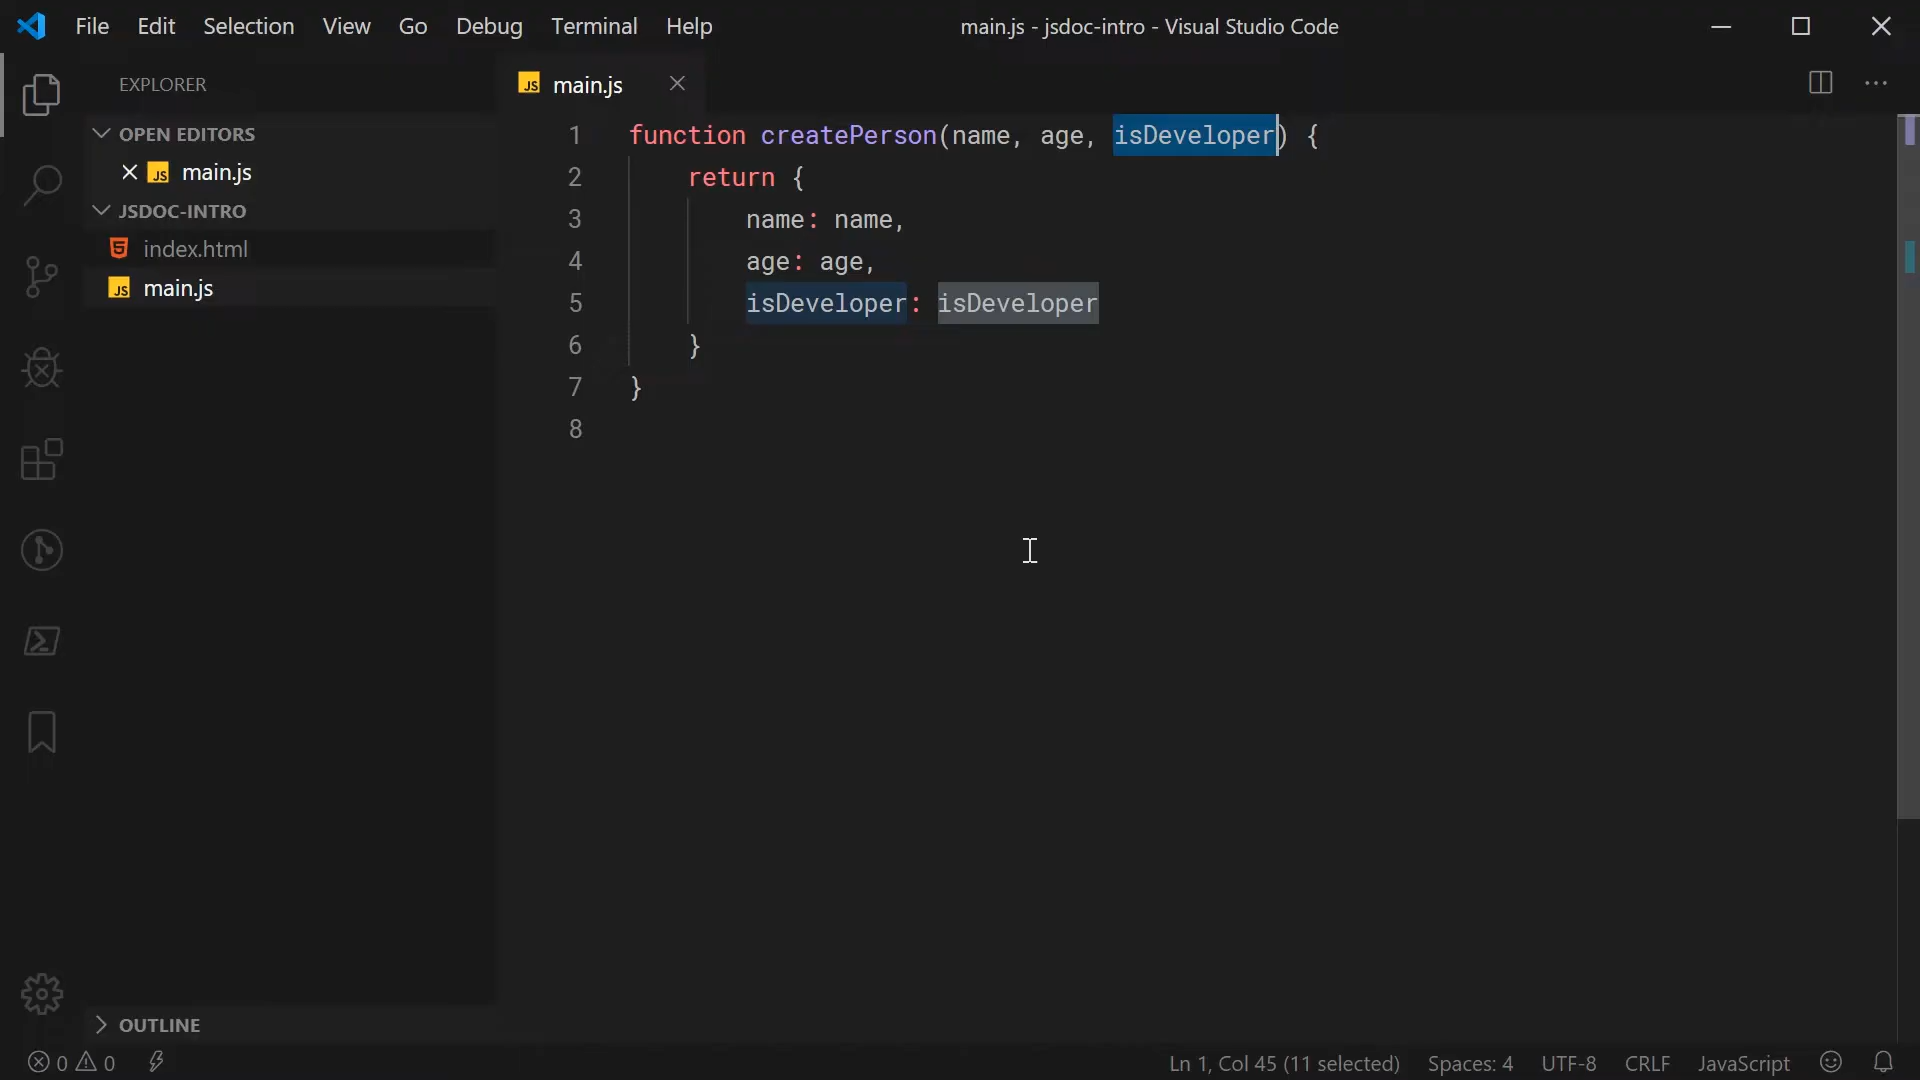 File Edit Selection View Go Debug Terminal Help main.js - jsdoc-intro - Visual Studio Code
EXPLORER
OPEN EDITORS
JS main.js
JSDOC-INTRO
index.html
JS main.js
OUTLINE
JS main.js
1 function createPerson(name, age, isDeveloper) {
2 return {
3 name: name,
4 age: age,
5 isDeveloper: isDeveloper
6 }
7 }
8
0 0 Ln 1, Col 45 (11 selected) Spaces: 4 UTF-8 CRLF JavaScript